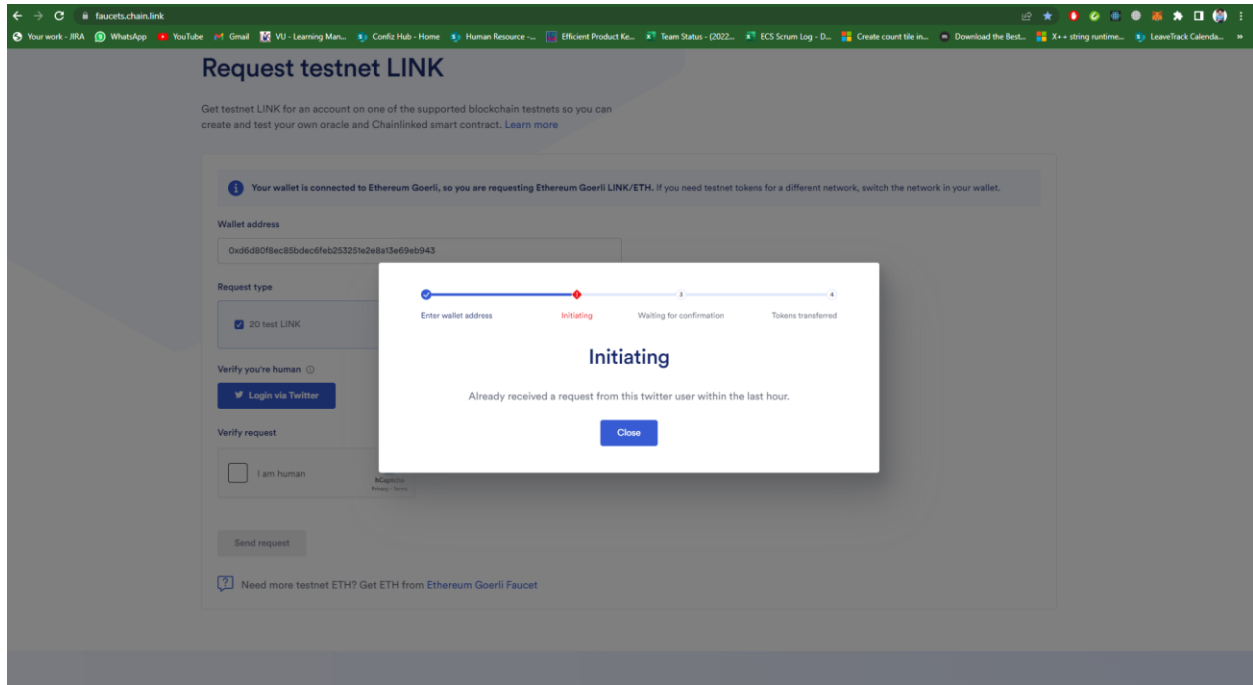 faucets.chain.link
Your work - JIRA WhatsApp YouTube Gmail VU - Learning Man... Confiz Hub - Home Human Resource -... Efficient Product Ke... Team Status - (2022... ECS Scrum Log - D... Create count tile in... Download the Best... X++ string runtime... LeaveTrack Calenda... »
Request testnet LINK
Get testnet LINK for an account on one of the supported blockchain testnets so you can
create and test your own oracle and Chainlinked smart contract. Learn more
Your wallet is connected to Ethereum Goerli, so you are requesting Ethereum Goerli LINK/ETH. If you need testnet tokens for a different network, switch the network in your wallet.
Wallet address
0xd6d80f8ec85bdec6feb253251e2e8a13e69eb943
Request type
20 test LINK
Verify you're human
Login via Twitter
Verify request
I am human
hCaptcha
Privacy - Terms
Send request
Need more testnet ETH? Get ETH from Ethereum Goerli Faucet
Enter wallet address Initiating 3 Waiting for confirmation 4 Tokens transferred
Initiating
Already received a request from this twitter user within the last hour.
Close